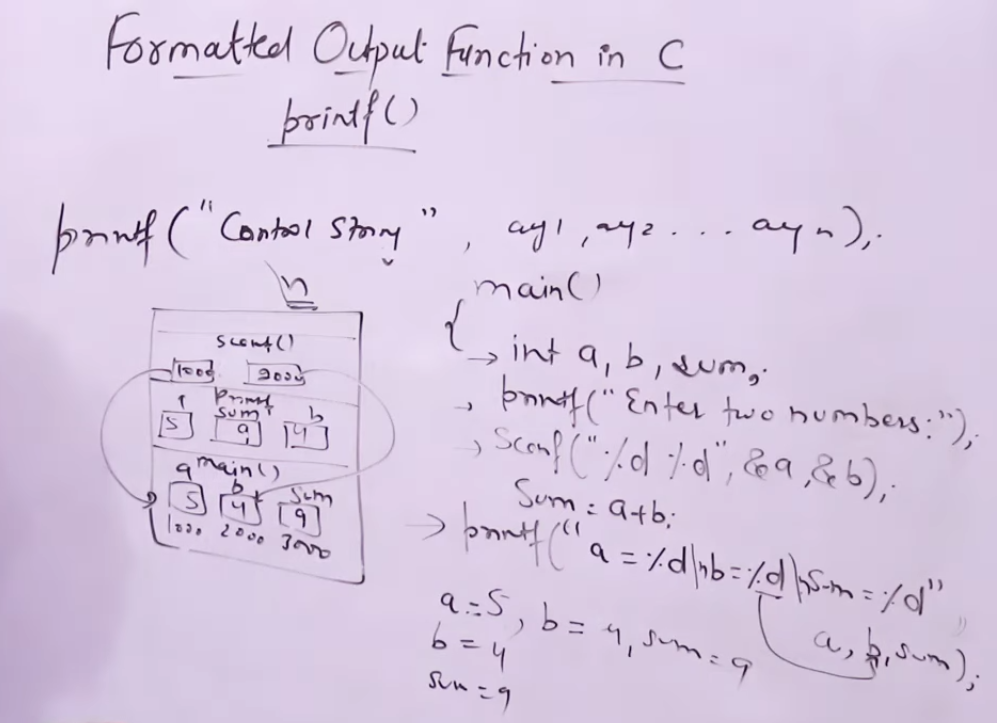 Formatted Output Function in C
printf()
printf("Control String", arg1, arg2 ... argn);
\n
main()
{
→ int a, b, sum;
→ printf("Enter two numbers:");
→ Scanf("%d %d", &a, &b);
Sum = a+b;
→ printf("a = %d\nb = %d\nSum = %d"
a, b, sum);
a = 5, b = 4, sum = 9
b = 4
sum = 9
Scanf()
1000 2000
printf
sum b
5 9 4
main()
a b Sum
5 4 9
1000 2000 3000